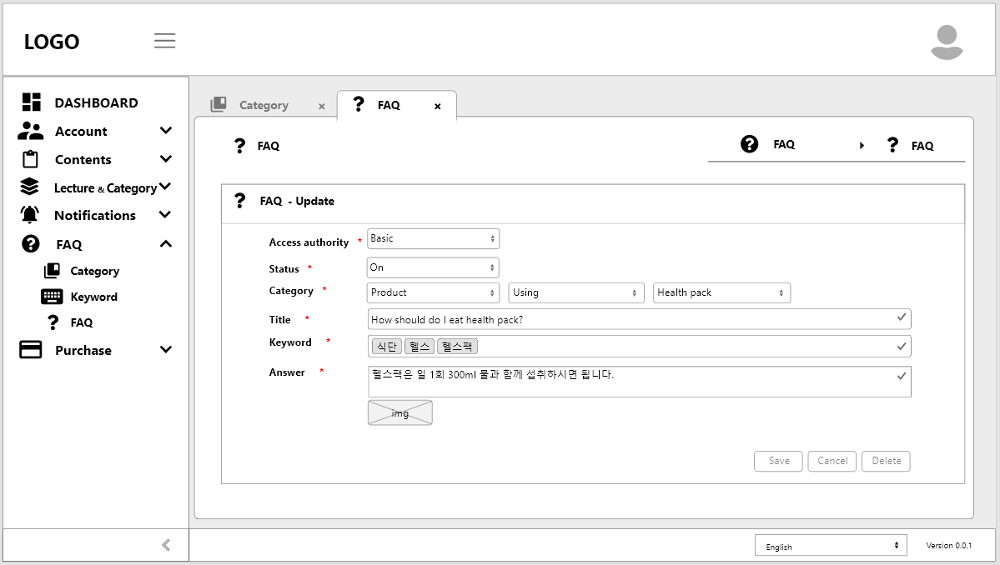 LOGO
Category
FAQ
DASHBOARD
Account
Contents
Lecture & Category
Notifications
FAQ
Category
Keyword
FAQ
Purchase
FAQ
FAQ
FAQ
FAQ - Update
Access authority * Basic
Status * On
Category * Product Using Health pack
Title * How should do I eat health pack?
Keyword * 식단 헬스 헬스팩
Answer * 헬스팩은 일 1회 300ml 물과 함께 섭취하시면 됩니다.
img
Save Cancel Delete
English
Version 0.0.1